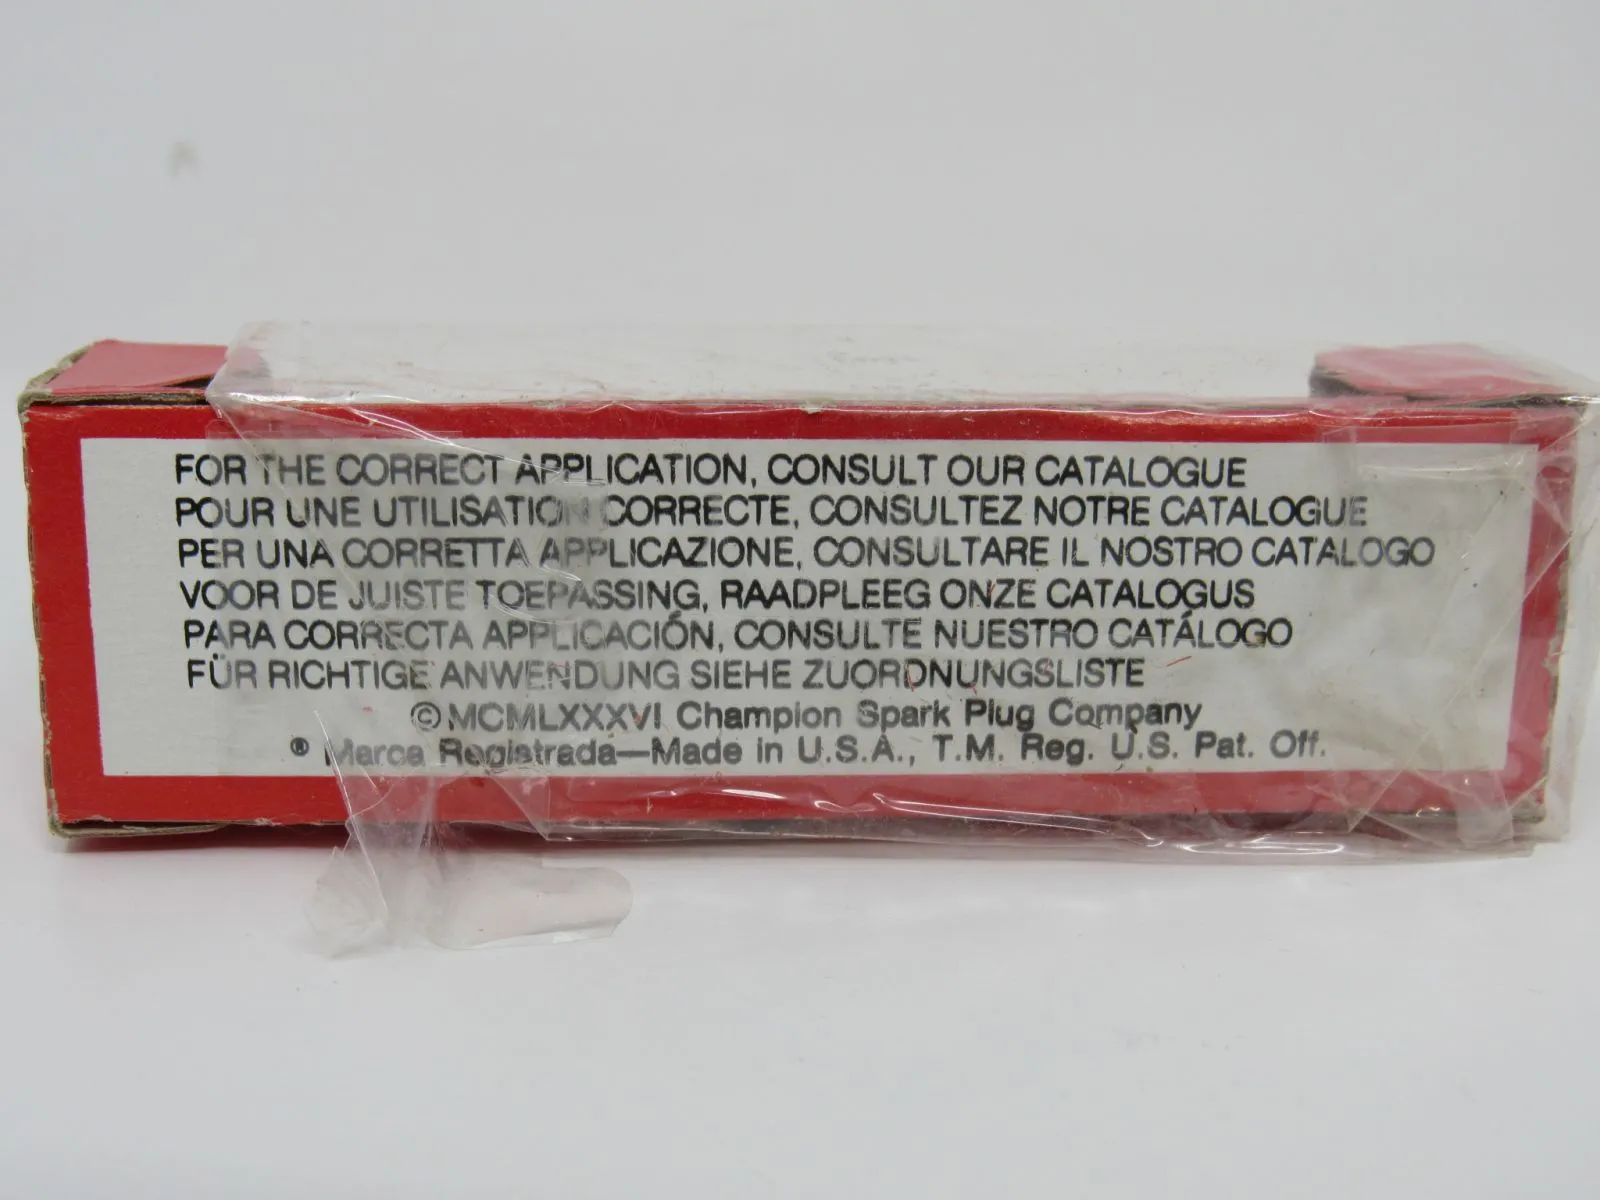 FOR THE CORRECT APPLICATION, CONSULT OUR CATALOGUE
POUR UNE UTILISATION CORRECTE, CONSULTEZ NOTRE CATALOGUE
PER UNA CORRETTA APPLICAZIONE, CONSULTARE IL NOSTRO CATALOGO
VOOR DE JUISTE TOEPASSING, RAADPLEEG ONZE CATALOGUS
PARA CORRECTA APPLICACIÓN, CONSULTE NUESTRO CATÁLOGO
FÜR RICHTIGE ANWENDUNG SIEHE ZUORDNUNGSLISTE
©MCMLXXXVI Champion Spark Plug Company
® Marca Registrada—Made in U.S.A., T.M. Reg. U.S. Pat. Off.